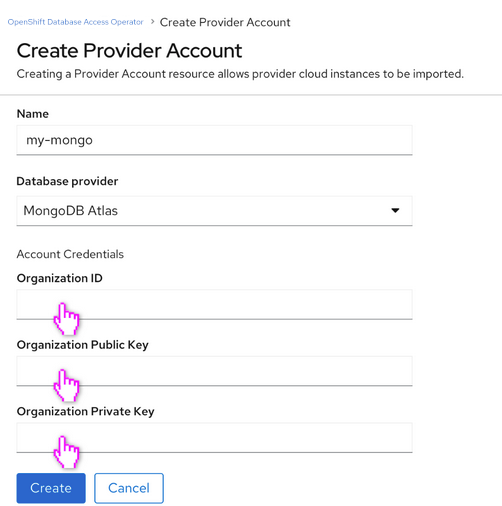 OpenShift Database Access Operator > Create Provider Account
Create Provider Account
Creating a Provider Account resource allows provider cloud instances to be imported.
Name
my-mongo
Database provider
MongoDB Atlas
Account Credentials
Organization ID
Organization Public Key
Organization Private Key
Create Cancel